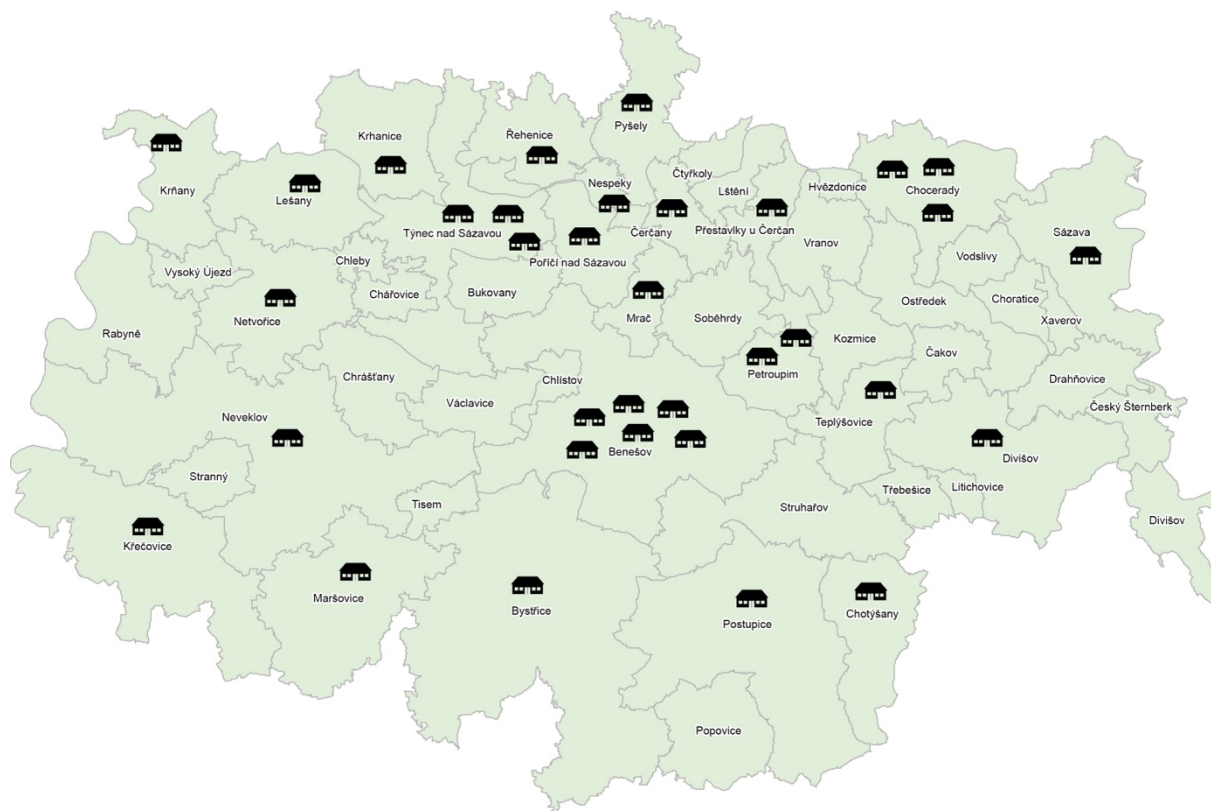 Pyšely
Krhanice
Řehenice
Čtyřkoly
Nespeky
Lštění
Hvězdonice
Chocerady
Krňany
Lešany
Týnec nad Sázavou
Čerčany
Přestavlky u Čerčan
Sázava
Vranov
Poříčí nad Sázavou
Vodslivy
Chleby
Vysoký Újezd
Chářovice
Bukovany
Ostředek
Choratice
Netvořice
Xaverov
Rabyně
Mrač
Soběhrdy
Kozmice
Čakov
Petroupim
Drahňovice
Chrášťany
Chlístov
Václavice
Český Šternberk
Neveklov
Teplýšovice
Benešov
Divišov
Stranný
Třebešice
Litichovice
Tisem
Struhařov
Divišov
Křečovice
Maršovice
Bystřice
Chotýšany
Postupice
Popovice